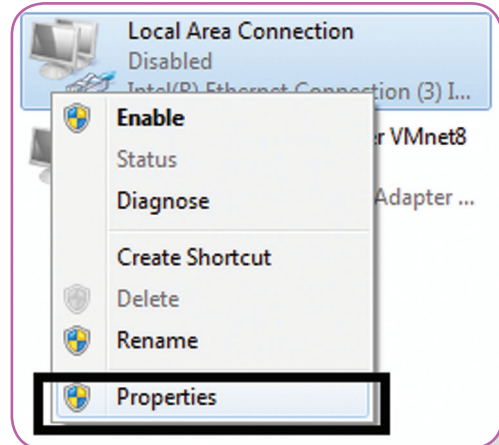 Local Area Connection
Disabled
Intel(R) Ethernet Connection (3) I...
Enable
r VMnet8
Status
Diagnose
Adapter ...
Create Shortcut
Delete
Rename
Properties